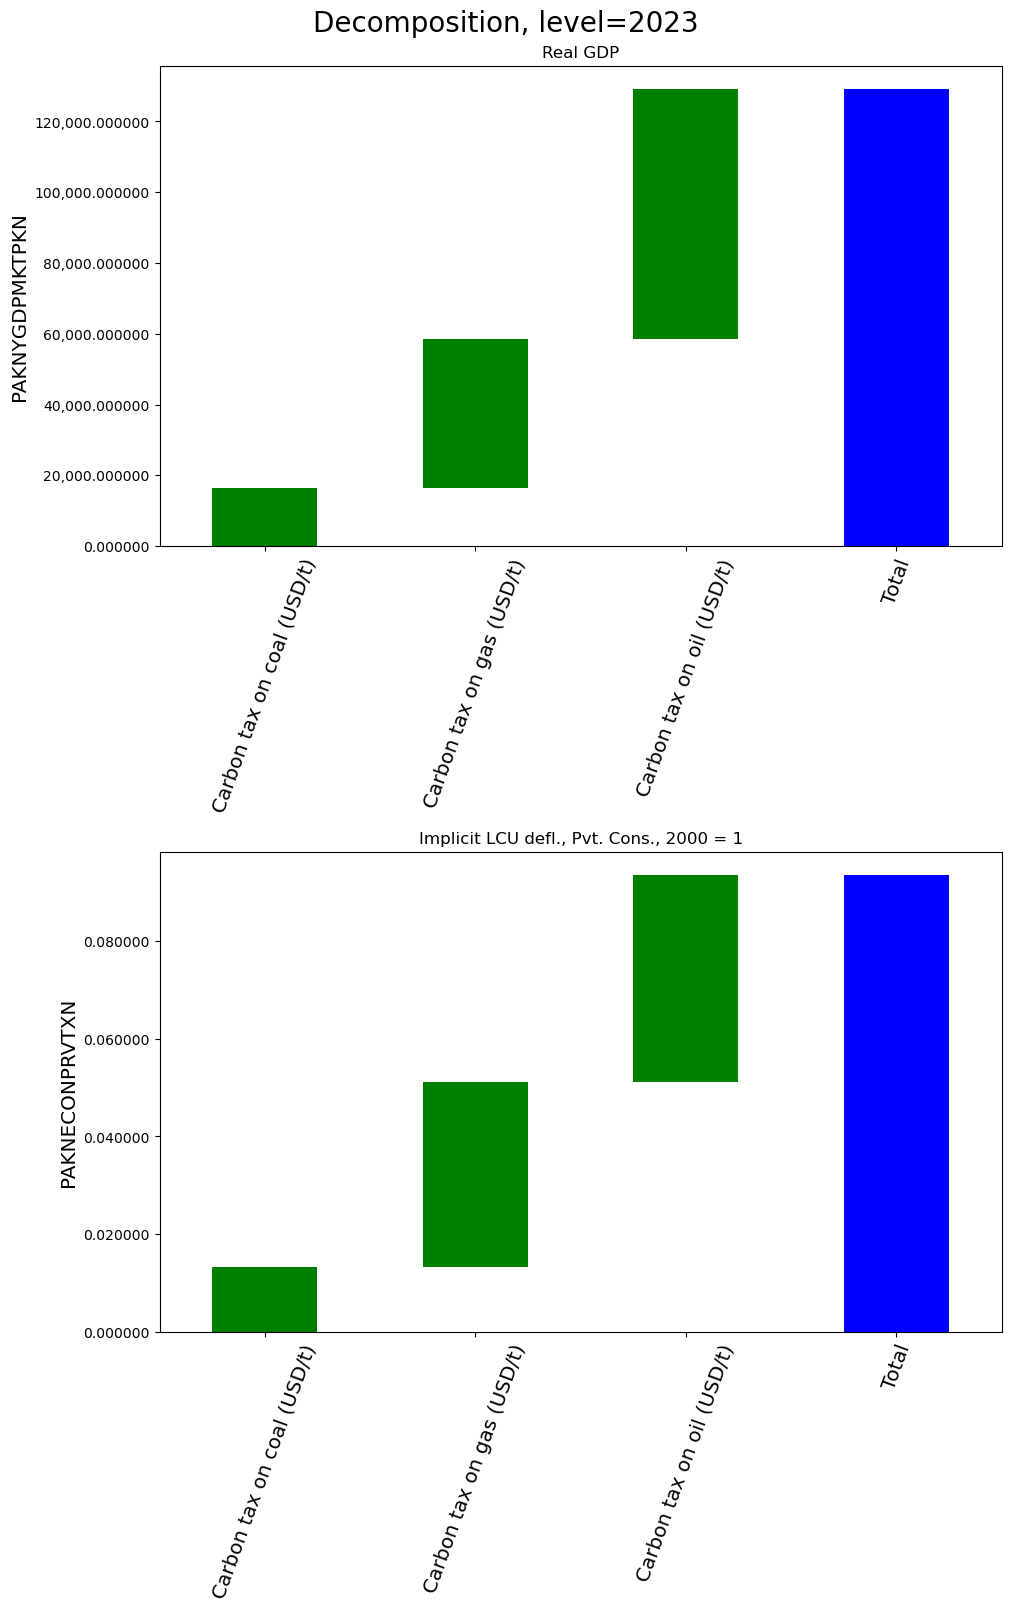 Decomposition, level=2023
Real GDP
PAKNYGDPMKTPKN
120,000.000000
100,000.000000
80,000.000000
60,000.000000
40,000.000000
20,000.000000
0.000000
Carbon tax on coal (USD/t)
Carbon tax on gas (USD/t)
Carbon tax on oil (USD/t)
Total
Implicit LCU defl., Pvt. Cons., 2000 = 1
PAKNECONPRVTXN
0.080000
0.060000
0.040000
0.020000
0.000000
Carbon tax on coal (USD/t)
Carbon tax on gas (USD/t)
Carbon tax on oil (USD/t)
Total